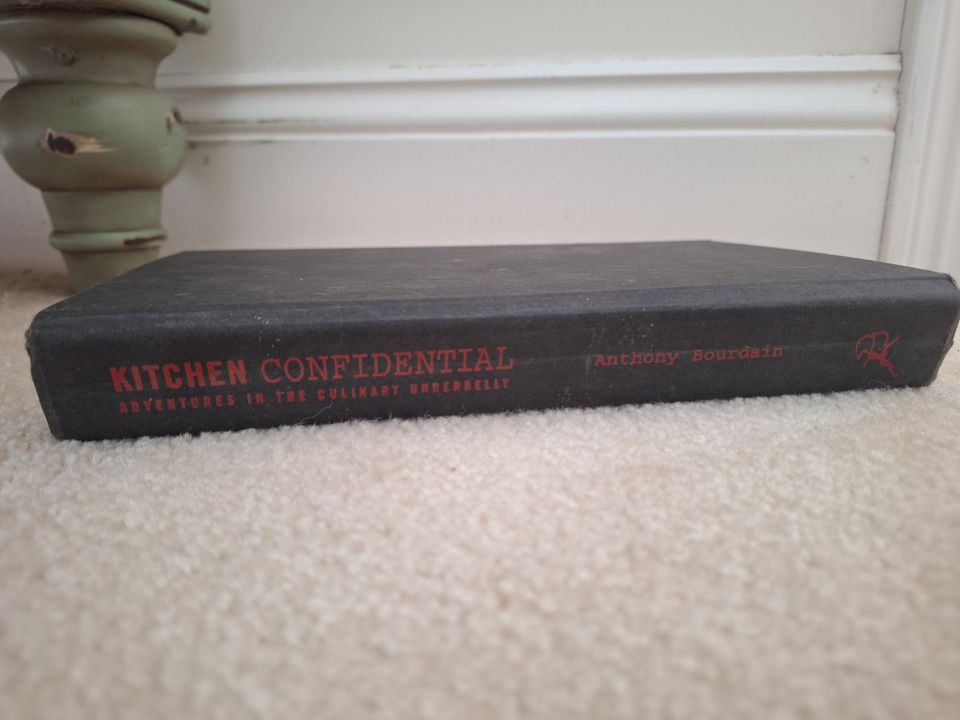 KITCHEN CONFIDENTIAL
ADVENTURES IN THE CULINARY UNDERBELLY
Anthony Bourdain